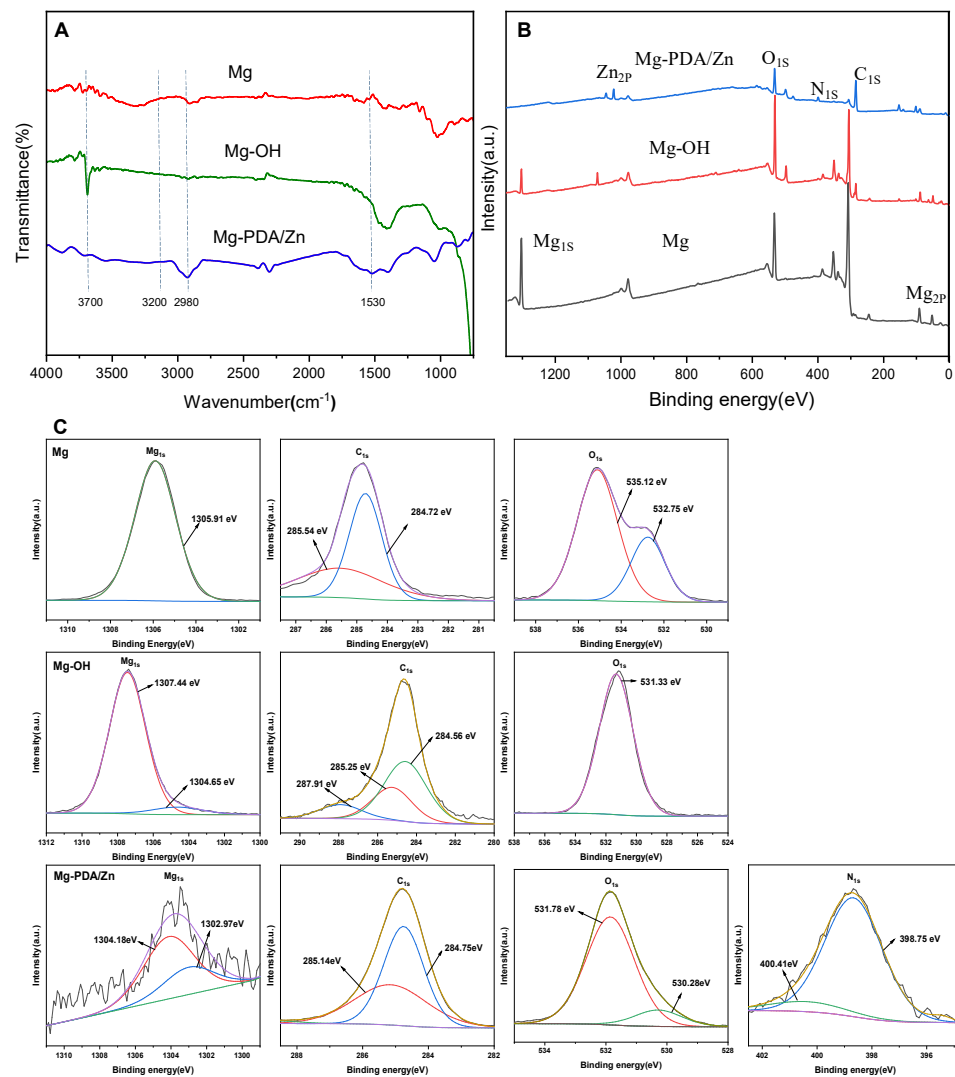 A
Mg
Mg-OH
Mg-PDA/Zn
3700
3200
2980
1530
Transmittance(%)
4000
3500
3000
2500
2000
1500
1000
Wavenumber(cm-1)
B
Mg-PDA/Zn
Zn2P
O1S
N1S
C1S
Mg-OH
Mg1S
Mg
Mg2P
Intensity(a.u.)
1200
1000
800
600
400
200
0
Binding energy(eV)
C
Mg
Mg1s
1305.91 eV
Intensity(a.u.)
1310
1308
1306
1304
1302
Binding Energy(eV)
C1s
285.54 eV
284.72 eV
Intensity(a.u.)
287
286
285
284
283
282
281
Binding Energy(eV)
O1s
535.12 eV
532.75 eV
Intensity(a.u.)
538
536
534
532
530
Binding Energy(eV)
Mg-OH
Mg1s
1307.44 eV
1304.65 eV
Intensity(a.u.)
1312
1310
1308
1306
1304
1302
1300
Binding Energy(eV)
C1s
284.56 eV
285.25 eV
287.91 eV
Intensity(a.u.)
290
288
286
284
282
280
Binding Energy(eV)
O1s
531.33 eV
Intensity(a.u.)
538
536
534
532
530
528
526
524
Binding Energy(eV)
Mg-PDA/Zn
Mg1s
1304.18eV
1302.97eV
Intensity(a.u.)
1310
1308
1306
1304
1302
1300
Binding energy(eV)
C1s
285.14eV
284.75eV
Intensity(a.u.)
288
286
284
282
Binding energy(eV)
O1s
531.78 eV
530.28eV
Intensity(a.u.)
534
532
530
528
Binding energy(eV)
N1s
400.41eV
398.75 eV
Intensity(a.u.)
402
400
398
396
394
Binding energy(eV)